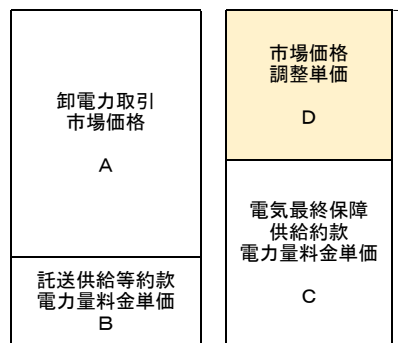 卸電力取引
市場価格
A
託送供給等約款
電力量料金単価
B
市場価格
調整単価
D
電気最終保障
供給約款
電力量料金単価
C